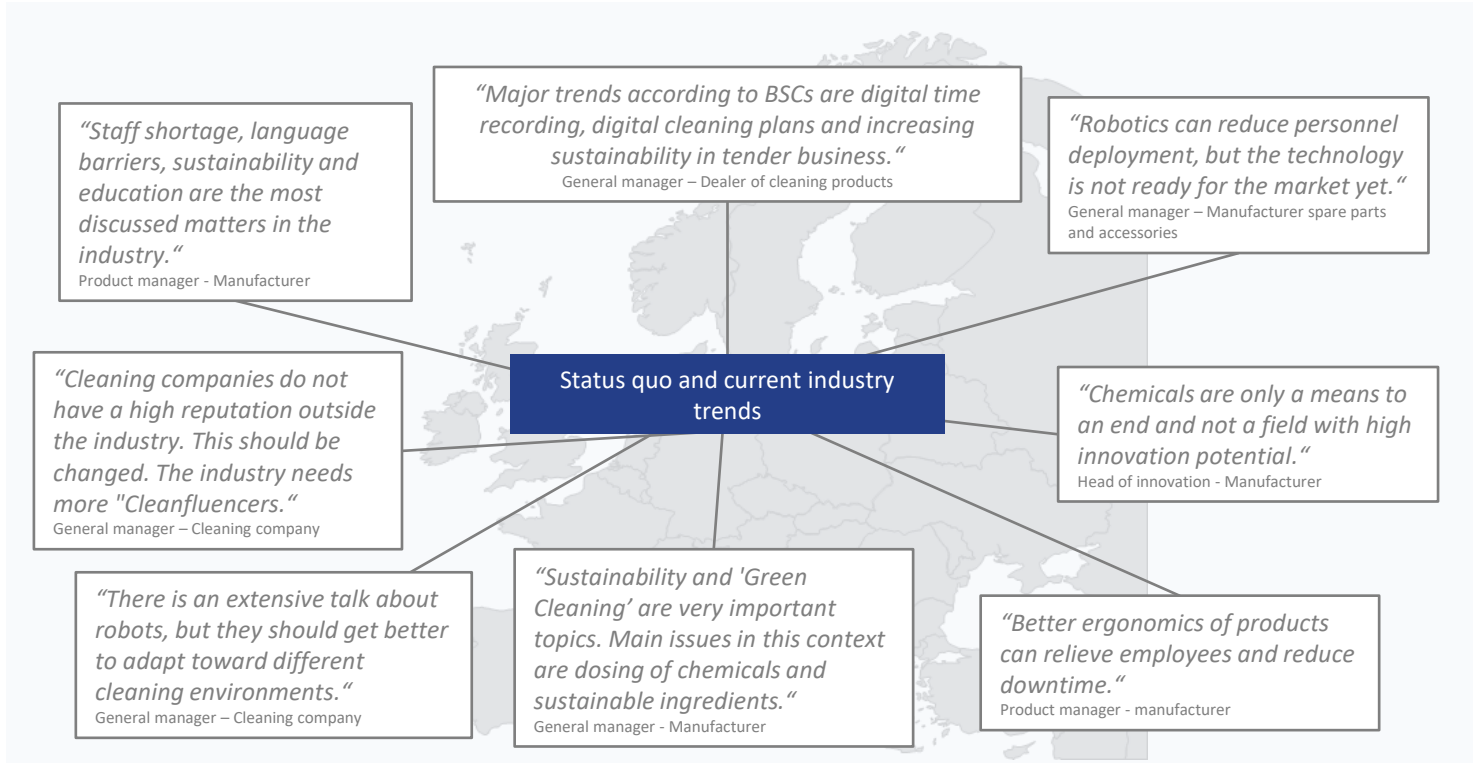 “Major trends according to BSCs are digital time
recording, digital cleaning plans and increasing
sustainability in tender business.“
General manager – Dealer of cleaning products
“Staff shortage, language
barriers, sustainability and
education are the most
discussed matters in the
industry.“
Product manager - Manufacturer
“Robotics can reduce personnel
deployment, but the technology
is not ready for the market yet.“
General manager – Manufacturer spare parts
and accessories
Status quo and current industry
trends
“Cleaning companies do not
have a high reputation outside
the industry. This should be
changed. The industry needs
more "Cleanfluencers.“
General manager – Cleaning company
“Chemicals are only a means to
an end and not a field with high
innovation potential.“
Head of innovation - Manufacturer
“There is an extensive talk about
robots, but they should get better
to adapt toward different
cleaning environments.“
General manager – Cleaning company
“Sustainability and 'Green
Cleaning’ are very important
topics. Main issues in this context
are dosing of chemicals and
sustainable ingredients.“
General manager - Manufacturer
“Better ergonomics of products
can relieve employees and reduce
downtime.“
Product manager - manufacturer